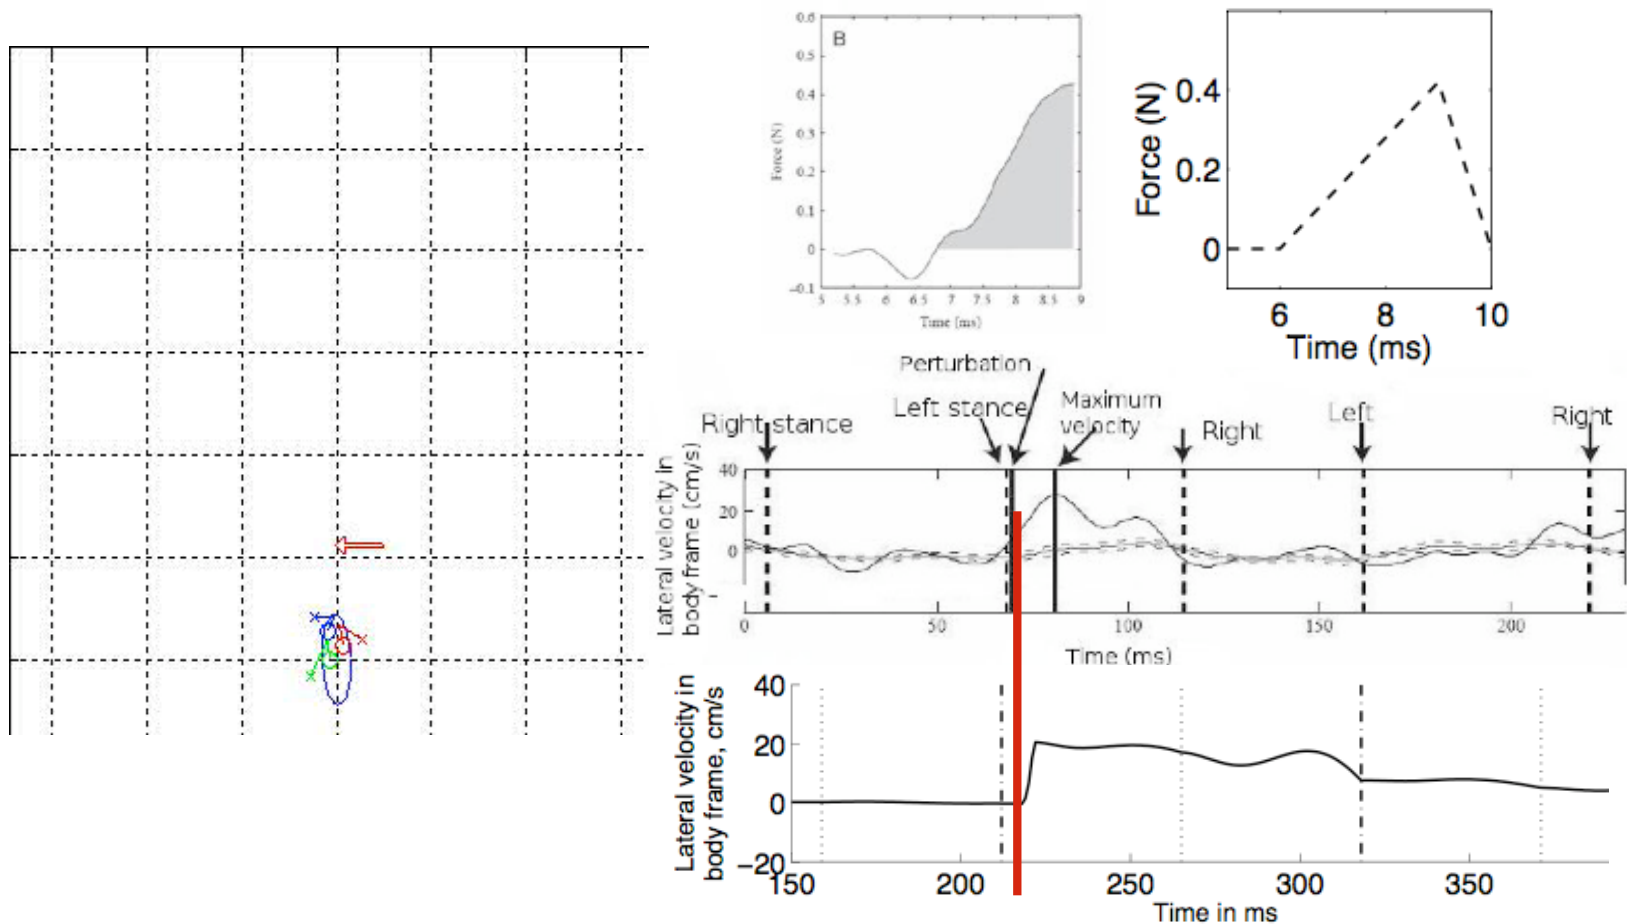 B
0.6
0.5
0.4
0.3
0.2
0.1
0
-0.1
Force (N)
5 5.5 6 6.5 7 7.5 8 8.5 9
Time (ms)
0.4
0.2
0
Force (N)
6 8 10
Time (ms)
Perturbation
Left stance
Maximum
velocity
Right stance
Right
Left
Right
Lateral velocity in
body frame (cm/s)
40
20
0
0 50 100 150 200
Time (ms)
Lateral velocity in
body frame, cm/s
40
20
0
−20
150 200 250 300 350
Time in ms